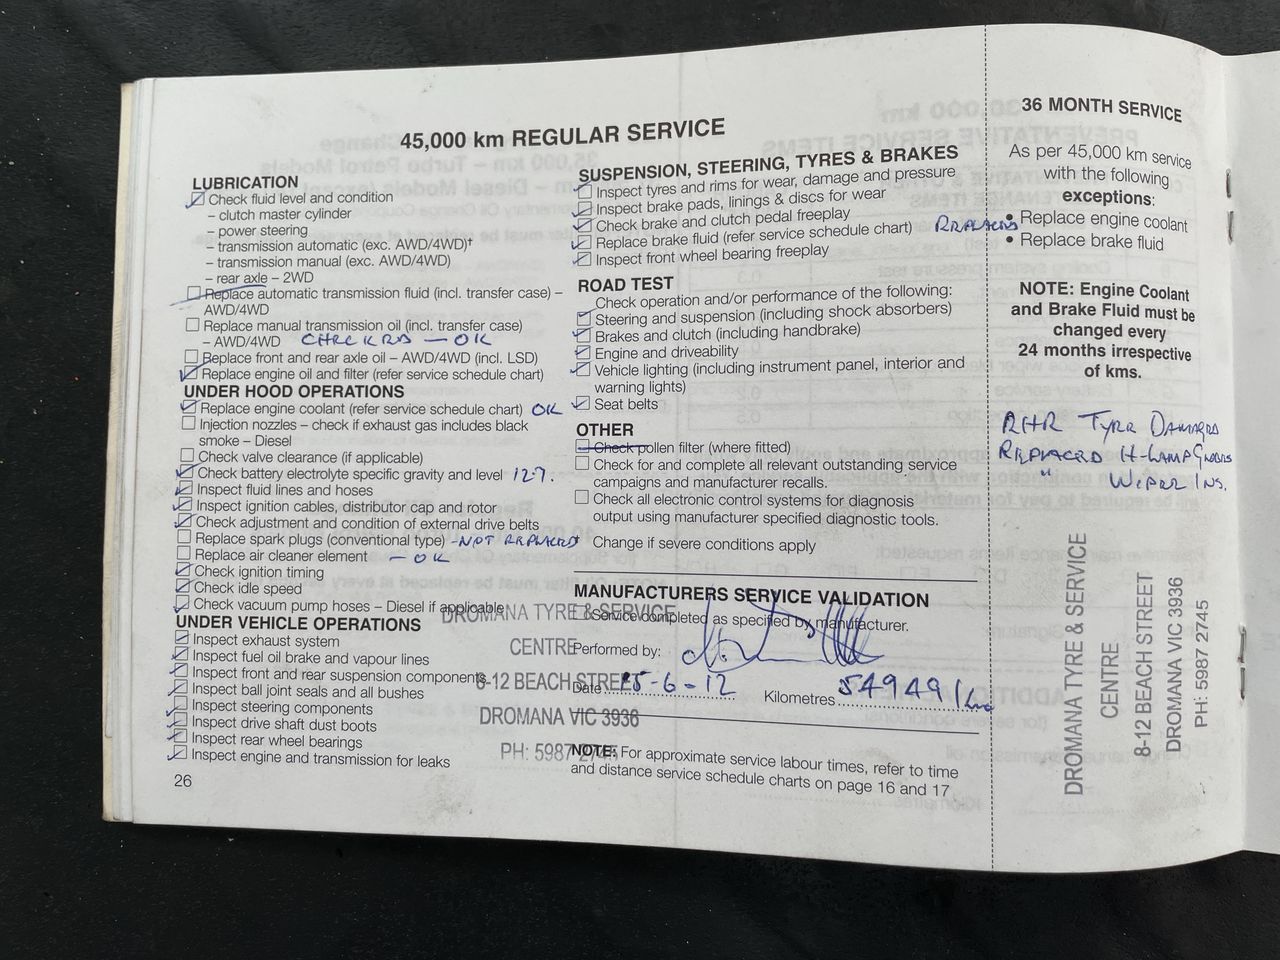 45,000 km REGULAR SERVICE
LUBRICATION
Check fluid level and condition
– clutch master cylinder
– power steering
– transmission automatic (exc. AWD/4WD)†
– transmission manual (exc. AWD/4WD)
– rear axle – 2WD
Replace automatic transmission fluid (incl. transfer case) –
AWD/4WD
Replace manual transmission oil (incl. transfer case)
– AWD/4WD CHECKED – OK
Replace front and rear axle oil – AWD/4WD (incl. LSD)
Replace engine oil and filter (refer service schedule chart)
UNDER HOOD OPERATIONS
Replace engine coolant (refer service schedule chart) OK
Injection nozzles – check if exhaust gas includes black
smoke – Diesel
Check valve clearance (if applicable)
Check battery electrolyte specific gravity and level 12.7.
Inspect fluid lines and hoses
Inspect ignition cables, distributor cap and rotor
Check adjustment and condition of external drive belts
Replace spark plugs (conventional type) - NOT REPLACED
Replace air cleaner element – OK
Check ignition timing
Check idle speed
Check vacuum pump hoses – Diesel if applicable
UNDER VEHICLE OPERATIONS
Inspect exhaust system
Inspect fuel oil brake and vapour lines
Inspect front and rear suspension components
Inspect ball joint seals and all bushes
Inspect steering components
Inspect drive shaft dust boots
Inspect rear wheel bearings
Inspect engine and transmission for leaks
26
SUSPENSION, STEERING, TYRES & BRAKES
Inspect tyres and rims for wear, damage and pressure
Inspect brake pads, linings & discs for wear
Check brake and clutch pedal freeplay
Replace brake fluid (refer service schedule chart) REPLACED
Inspect front wheel bearing freeplay
ROAD TEST
Check operation and/or performance of the following:
Steering and suspension (including shock absorbers)
Brakes and clutch (including handbrake)
Engine and driveability
Vehicle lighting (including instrument panel, interior and
warning lights)
Seat belts
OTHER
Check pollen filter (where fitted)
Check for and complete all relevant outstanding service
campaigns and manufacturer recalls.
Check all electronic control systems for diagnosis
output using manufacturer specified diagnostic tools.
† Change if severe conditions apply
MANUFACTURERS SERVICE VALIDATION
Service completed as specified by manufacturer.
Performed by:
Date 5-6-12 Kilometres 54949 km
NOTE: For approximate service labour times, refer to time
and distance service schedule charts on page 16 and 17
DROMANA TYRE & SERVICE
CENTRE
8-12 BEACH STREET
DROMANA VIC 3936
PH: 5987 2745
36 MONTH SERVICE
As per 45,000 km service
with the following
exceptions:
• Replace engine coolant
• Replace brake fluid
NOTE: Engine Coolant
and Brake Fluid must be
changed every
24 months irrespective
of kms.
RHR TYRE DAMAGED
REPLACED H-LAMP GLOBES
" WIPER INS.
DROMANA TYRE & SERVICE
CENTRE
8-12 BEACH STREET
DROMANA VIC 3936
PH: 5987 2745